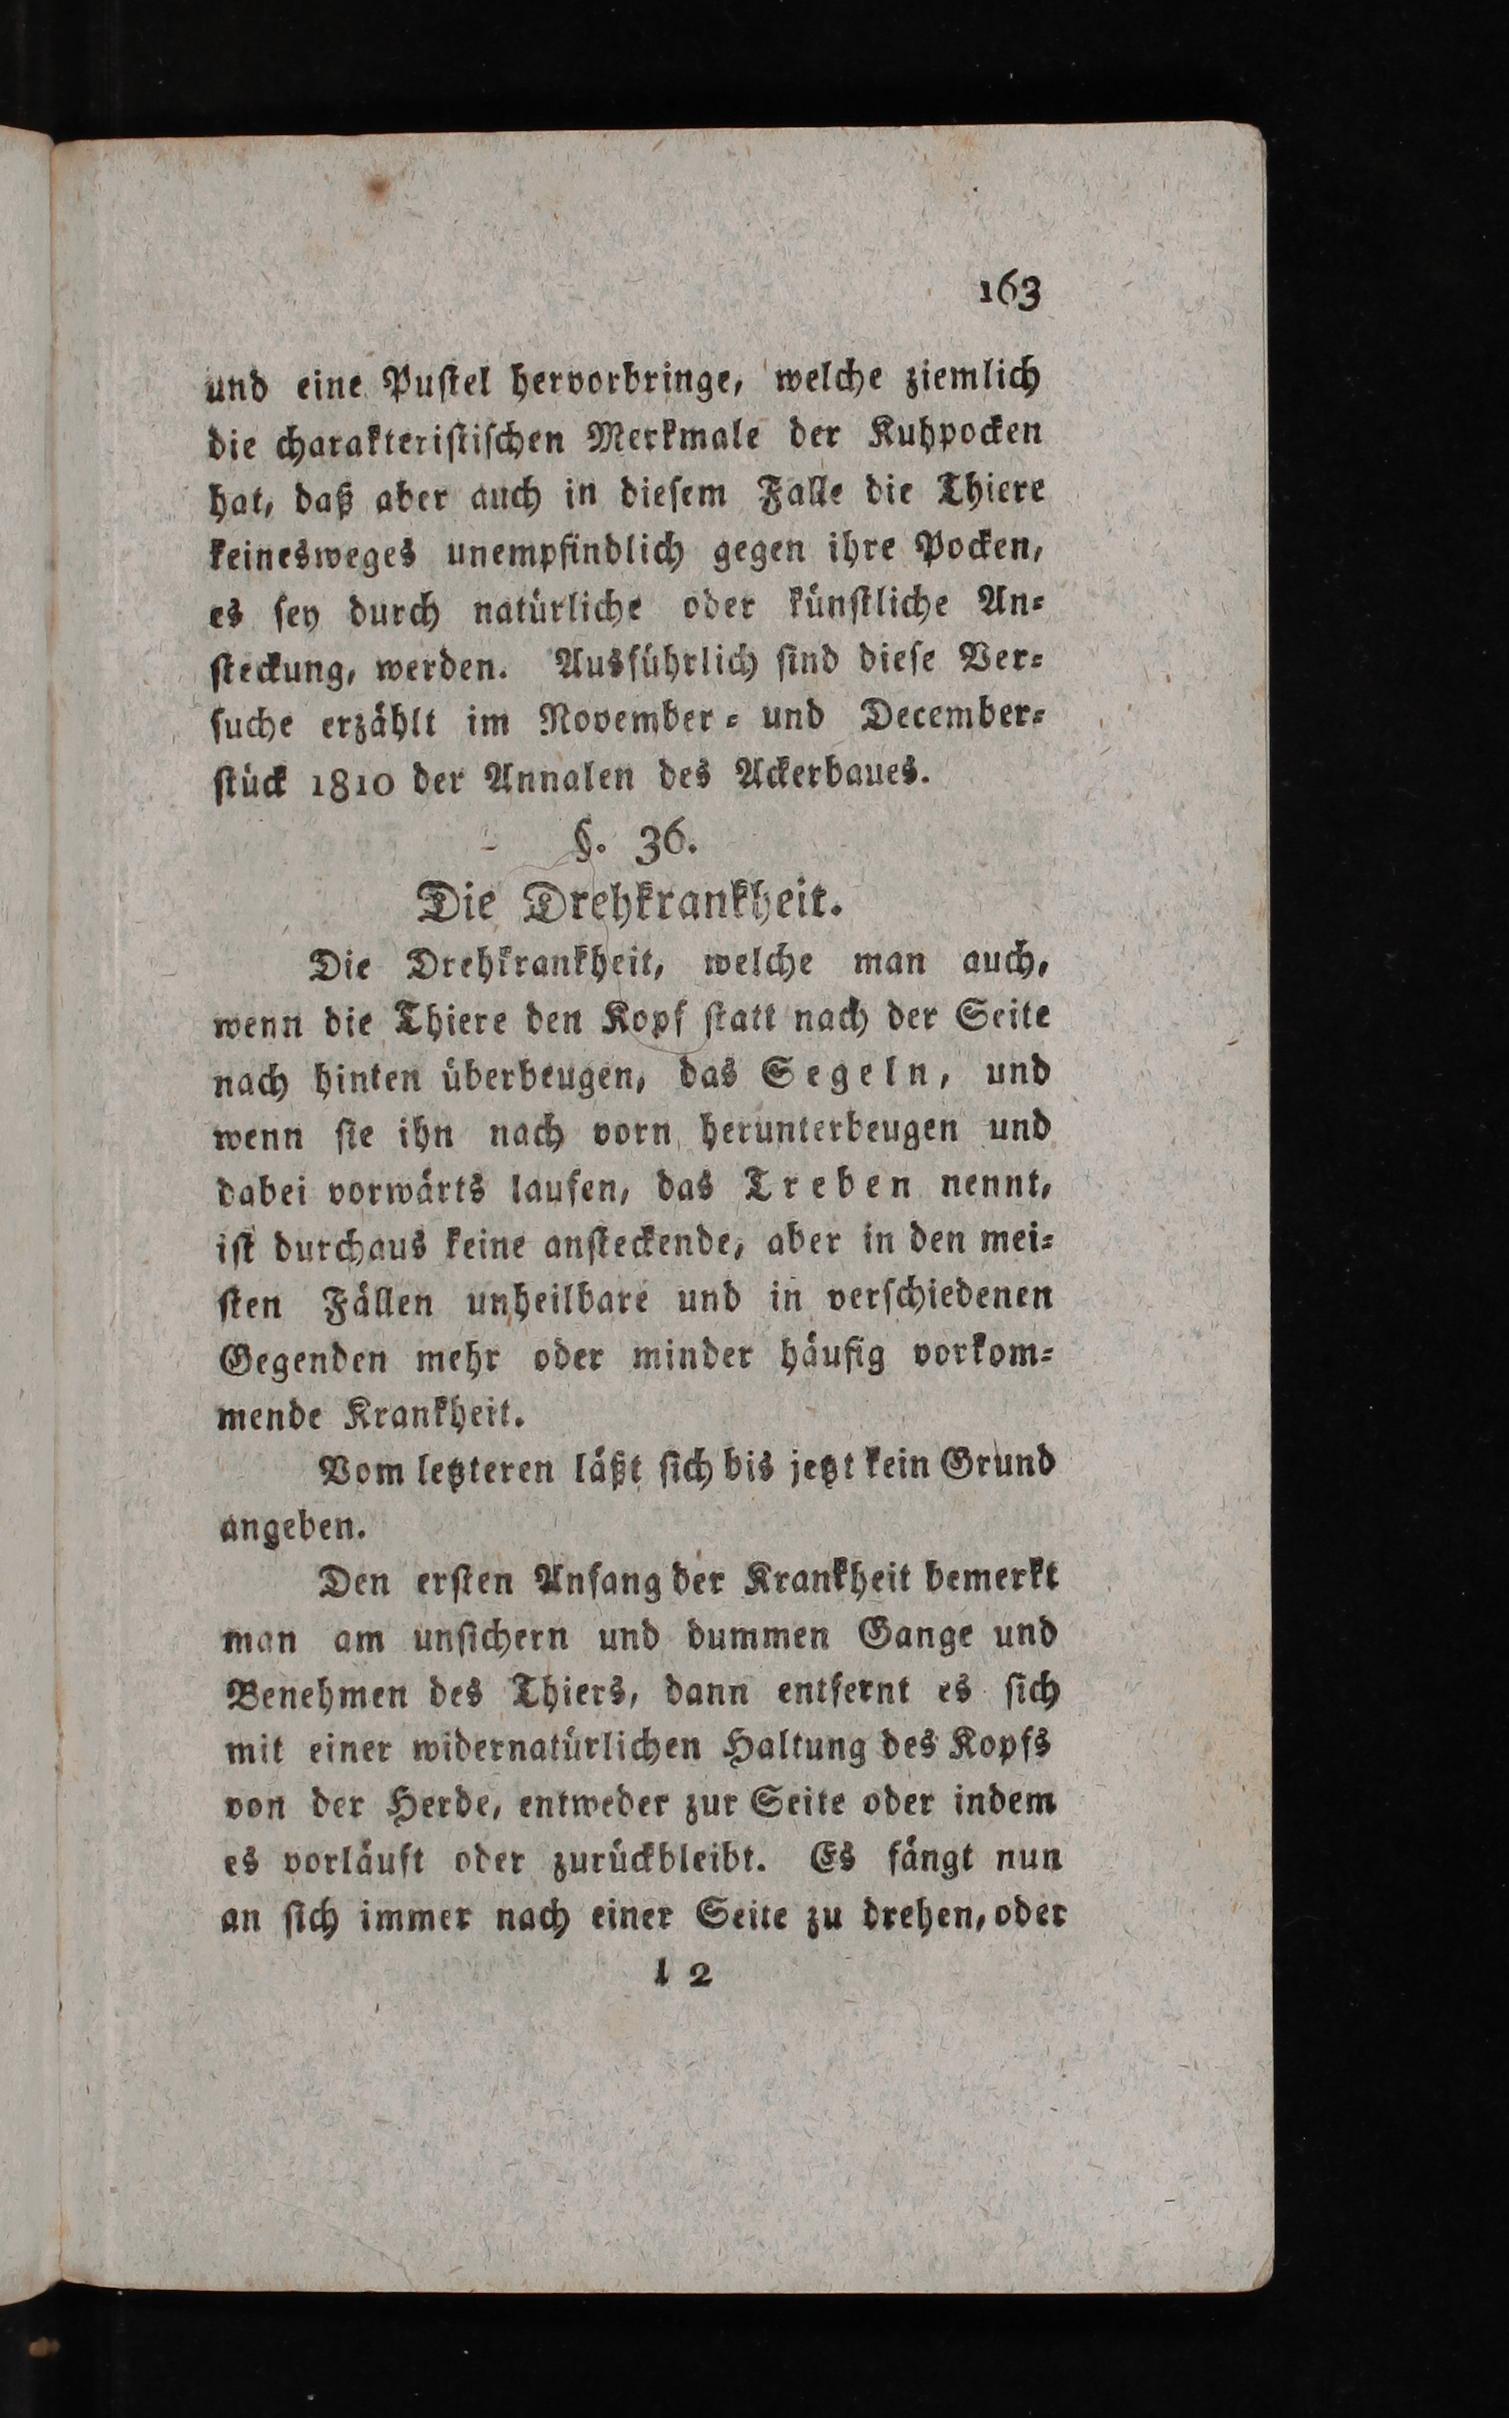 163
und eine Puſtel hervorbringe, welche ziemlich
die charakteriſtiſchen Merkmale der Kuhpocken
hat, daß aber auch in dieſem Falle die Thiere
keinesweges unempfindlich gegen ihre Pocken,
es ſey durch natürliche oder künſtliche An⸗
ſteckung, werden. Ausführlich ſind dieſe Ver⸗
ſuche erzählt im November⸗ und December⸗
ſtück 1810 der Annalen des Ackerbaues.
§. 36.
Die Drehkrankheit.
Die Drehkrankheit, welche man auch,
wenn die Thiere den Kopf ſtatt nach der Seite
nach hinten überbeugen, das Segeln, und
wenn ſie ihn nach vorn herunterbeugen und
dabei vorwärts laufen, das Treben nennt,
iſt durchaus keine anſteckende, aber in den mei⸗
ſten Fällen unheilbare und in verſchiedenen
Gegenden mehr oder minder häufig vorkom⸗
mende Krankheit.
Vom letzteren läßt ſich bis jetzt kein Grund
angeben.
Den erſten Anfang der Krankheit bemerkt
man am unſichern und dummen Gange und
Benehmen des Thiers, dann entfernt es ſich
mit einer widernatürlichen Haltung des Kopfs
von der Herde, entweder zur Seite oder indem
es vorläuft oder zurückbleibt. Es fängt nun
an ſich immer nach einer Seite zu drehen, oder
l 2